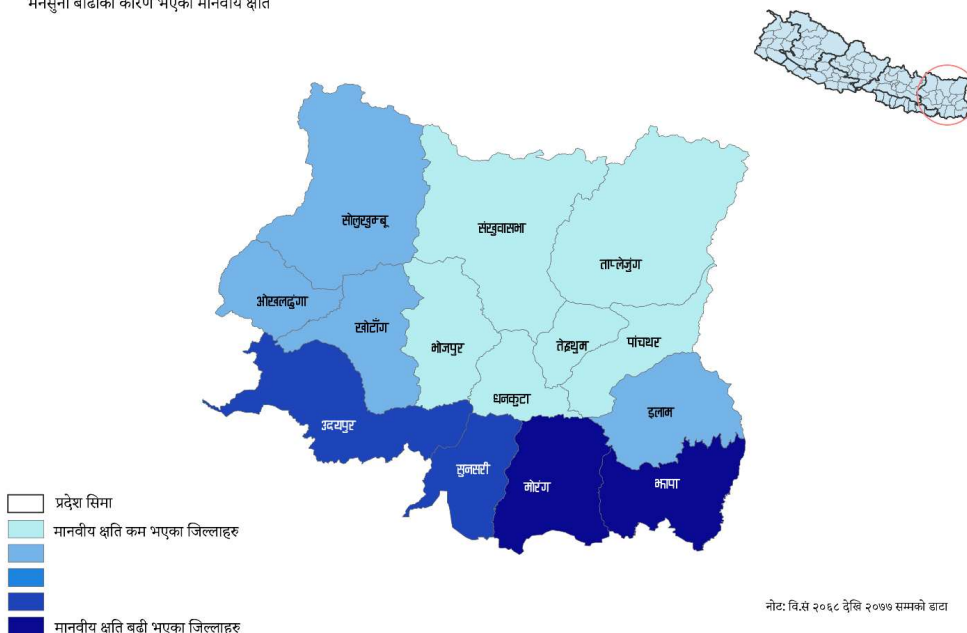 मनसुनी बाढीका कारण भएको मानवीय क्षति
सोलुखुम्बू
संखुवासभा
ताप्लेजुंग
ओखलढुंगा
खोटाँग
भोजपुर
तेह्रथुम
पांचथर
धनकुटा
इलाम
उदयपुर
सुनसरी
मोरंग
झापा
प्रदेश सिमा
मानवीय क्षति कम भएका जिल्लाहरु
मानवीय क्षति बढी भएका जिल्लाहरु
नोट: वि.सं २०६८ देखि २०७७ सम्मको डाटा